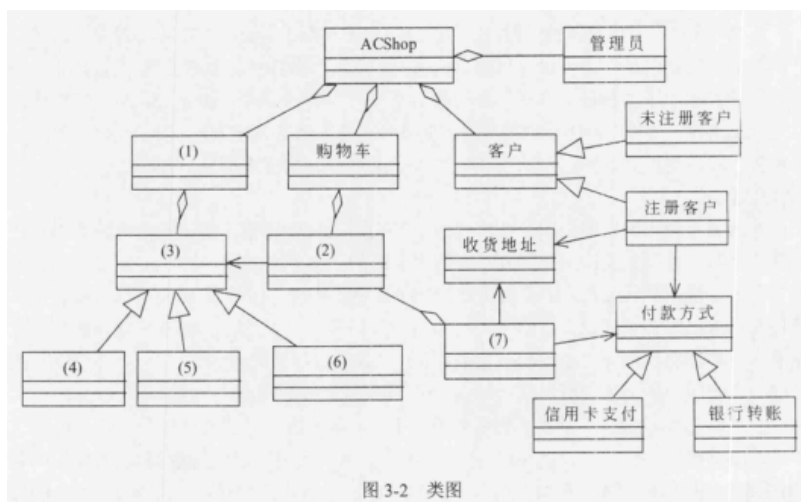 ACShop
管理员
未注册客户
(1)
购物车
客户
注册客户
(3)
(2)
收货地址
付款方式
(7)
(4)
(5)
(6)
信用卡支付
银行转账
图 3-2 类图